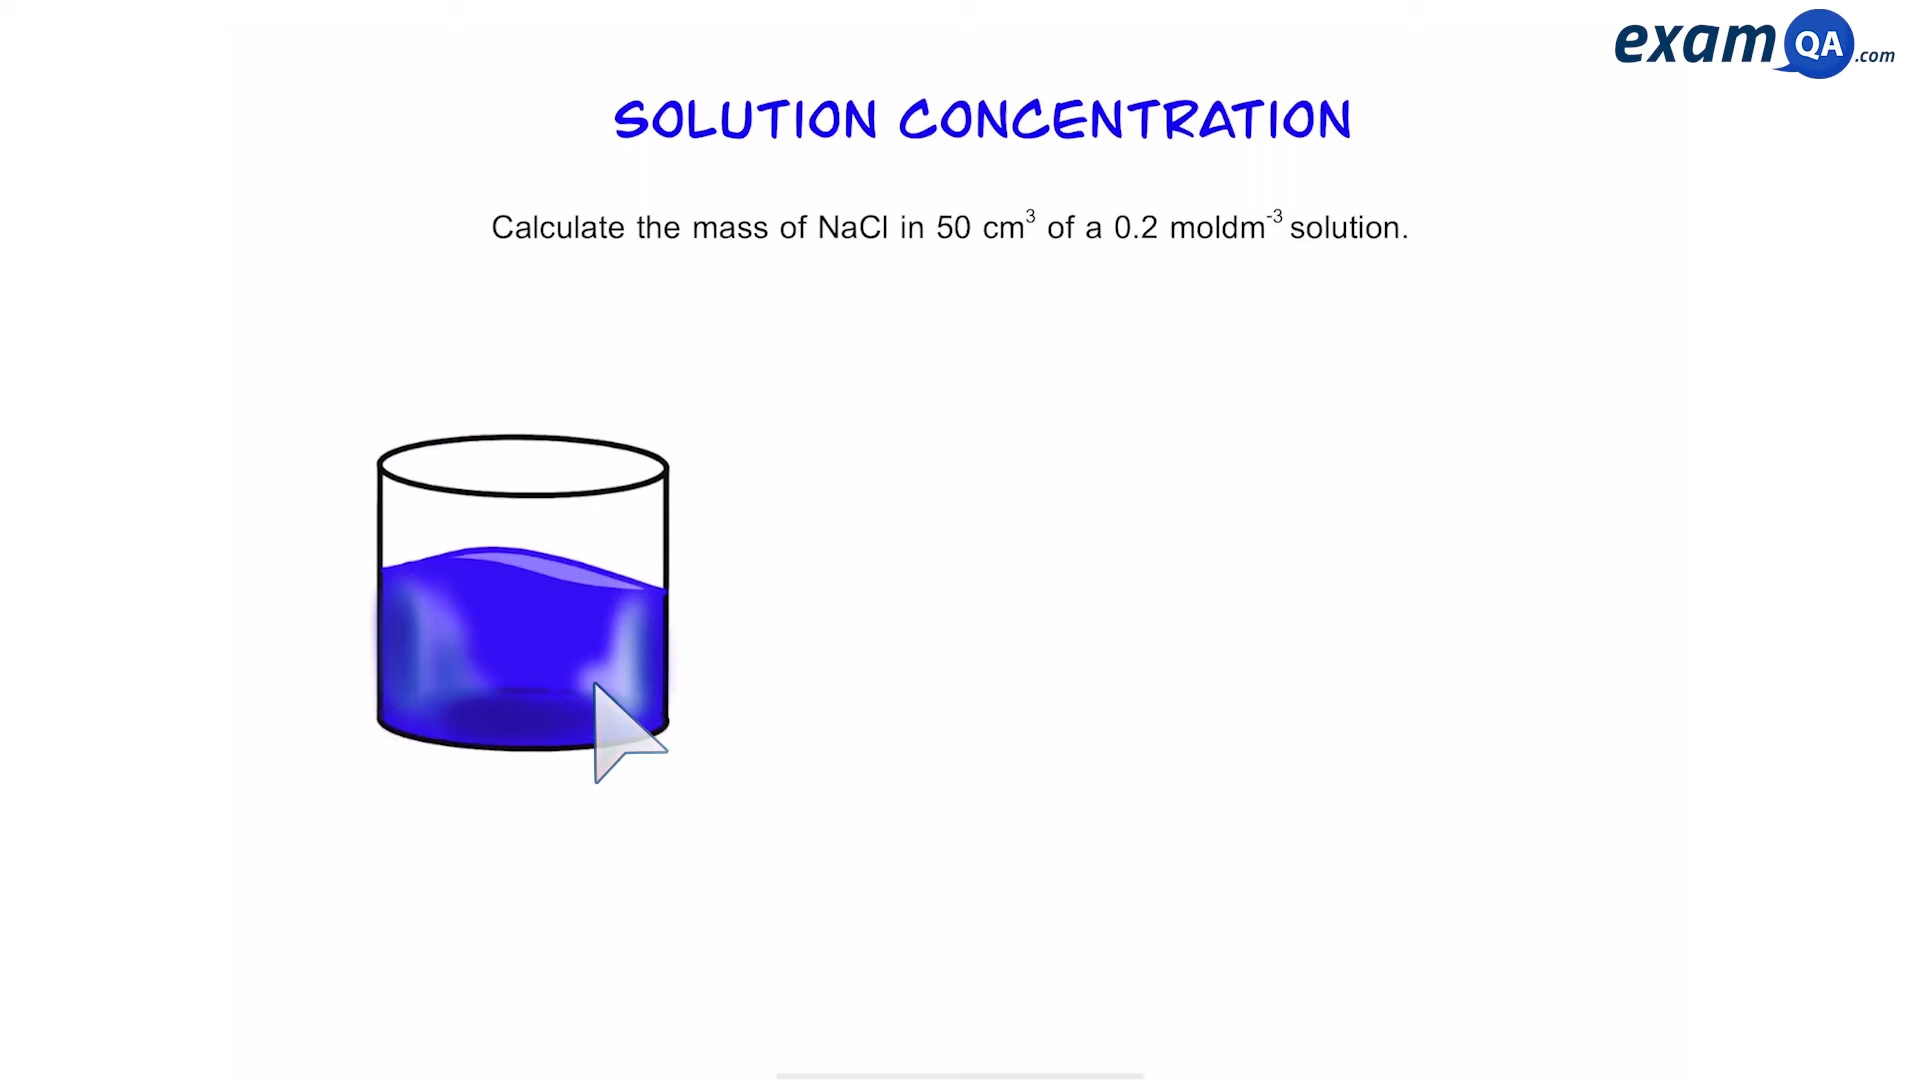 examQA.com
SOLUTION CONCENTRATION
Calculate the mass of NaCl in 50 cm³ of a 0.2 moldm⁻³ solution.